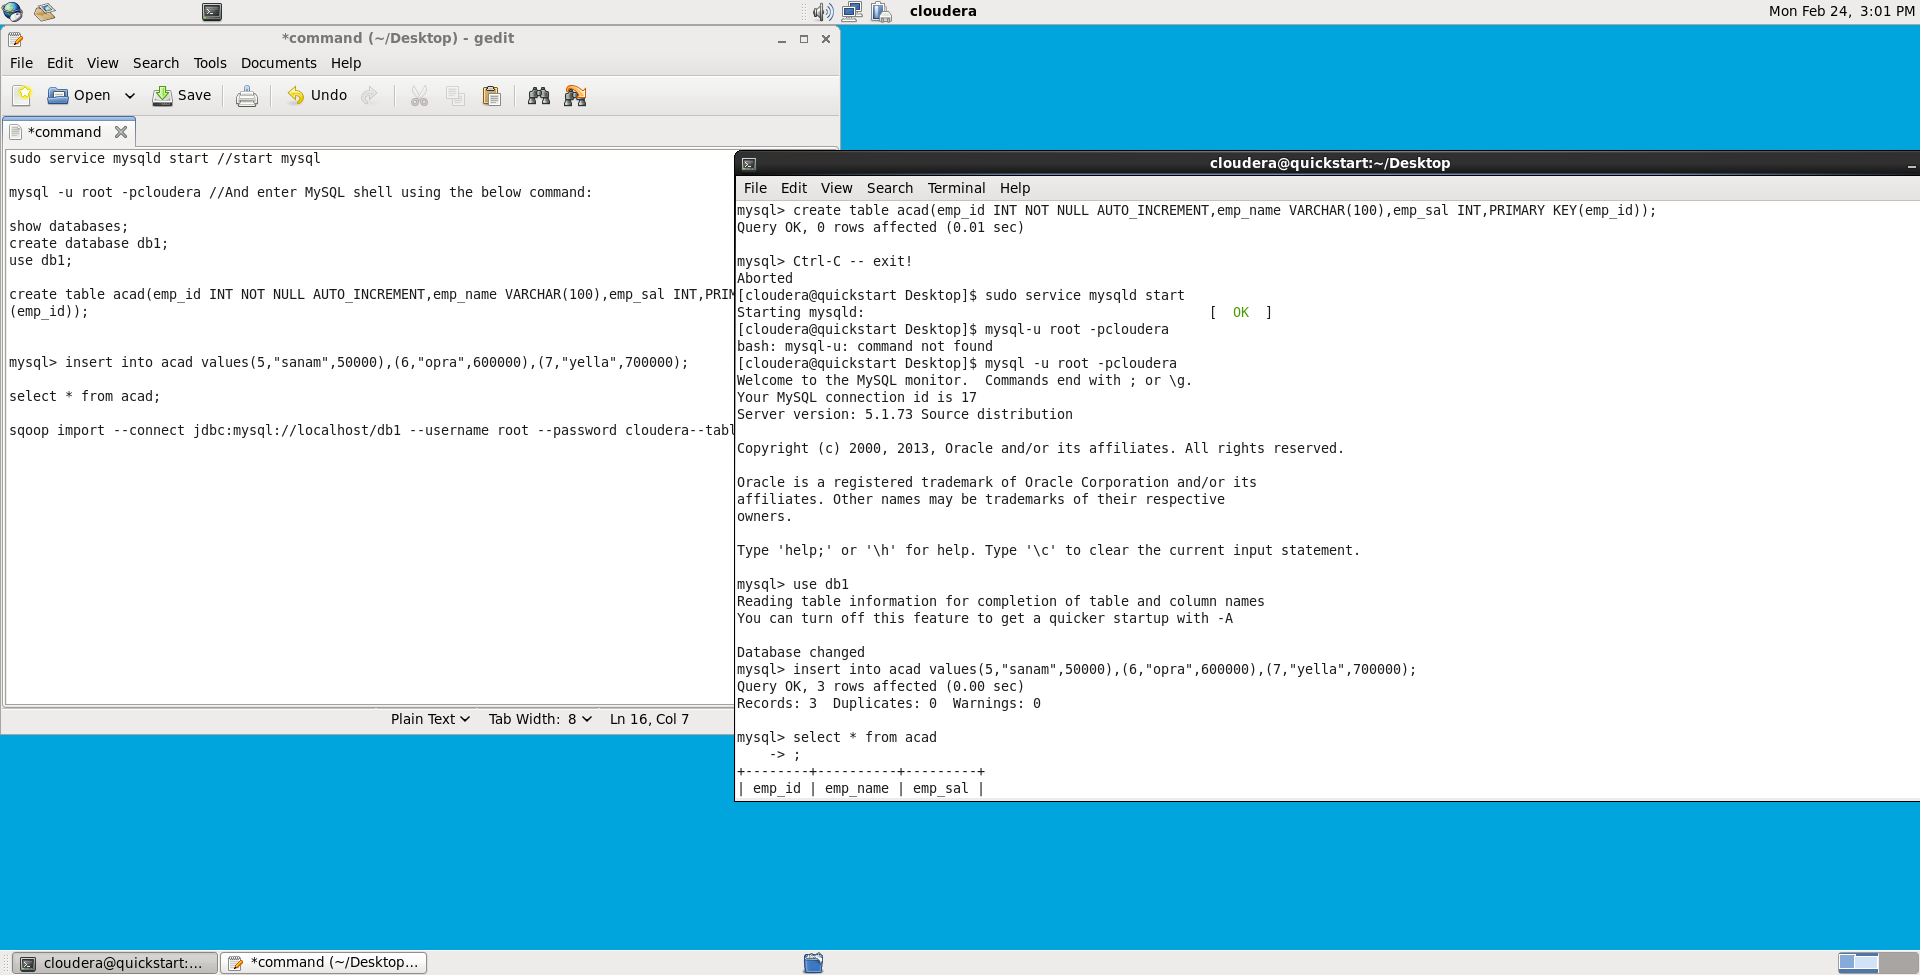 cloudera
Mon Feb 24, 3:01 PM
*command (~/Desktop) - gedit
File Edit View Search Tools Documents Help
Open Save Undo
*command
sudo service mysqld start //start mysql
mysql -u root -pcloudera //And enter MySQL shell using the below command:
show databases;
create database db1;
use db1;
create table acad(emp_id INT NOT NULL AUTO_INCREMENT,emp_name VARCHAR(100),emp_sal INT,PRIM
(emp_id));
mysql> insert into acad values(5,"sanam",50000),(6,"opra",600000),(7,"yella",700000);
select * from acad;
sqoop import --connect jdbc:mysql://localhost/db1 --username root --password cloudera--tabl
Plain Text Tab Width: 8 Ln 16, Col 7
cloudera@quickstart:~/Desktop
File Edit View Search Terminal Help
mysql> create table acad(emp_id INT NOT NULL AUTO_INCREMENT,emp_name VARCHAR(100),emp_sal INT,PRIMARY KEY(emp_id));
Query OK, 0 rows affected (0.01 sec)
mysql> Ctrl-C -- exit!
Aborted
[cloudera@quickstart Desktop]$ sudo service mysqld start
Starting mysqld: [ OK ]
[cloudera@quickstart Desktop]$ mysql-u root -pcloudera
bash: mysql-u: command not found
[cloudera@quickstart Desktop]$ mysql -u root -pcloudera
Welcome to the MySQL monitor. Commands end with ; or \g.
Your MySQL connection id is 17
Server version: 5.1.73 Source distribution
Copyright (c) 2000, 2013, Oracle and/or its affiliates. All rights reserved.
Oracle is a registered trademark of Oracle Corporation and/or its
affiliates. Other names may be trademarks of their respective
owners.
Type 'help;' or '\h' for help. Type '\c' to clear the current input statement.
mysql> use db1
Reading table information for completion of table and column names
You can turn off this feature to get a quicker startup with -A
Database changed
mysql> insert into acad values(5,"sanam",50000),(6,"opra",600000),(7,"yella",700000);
Query OK, 3 rows affected (0.00 sec)
Records: 3 Duplicates: 0 Warnings: 0
mysql> select * from acad
-> ;
+--------+----------+---------+
| emp_id | emp_name | emp_sal |
cloudera@quickstart:...
*command (~/Desktop...